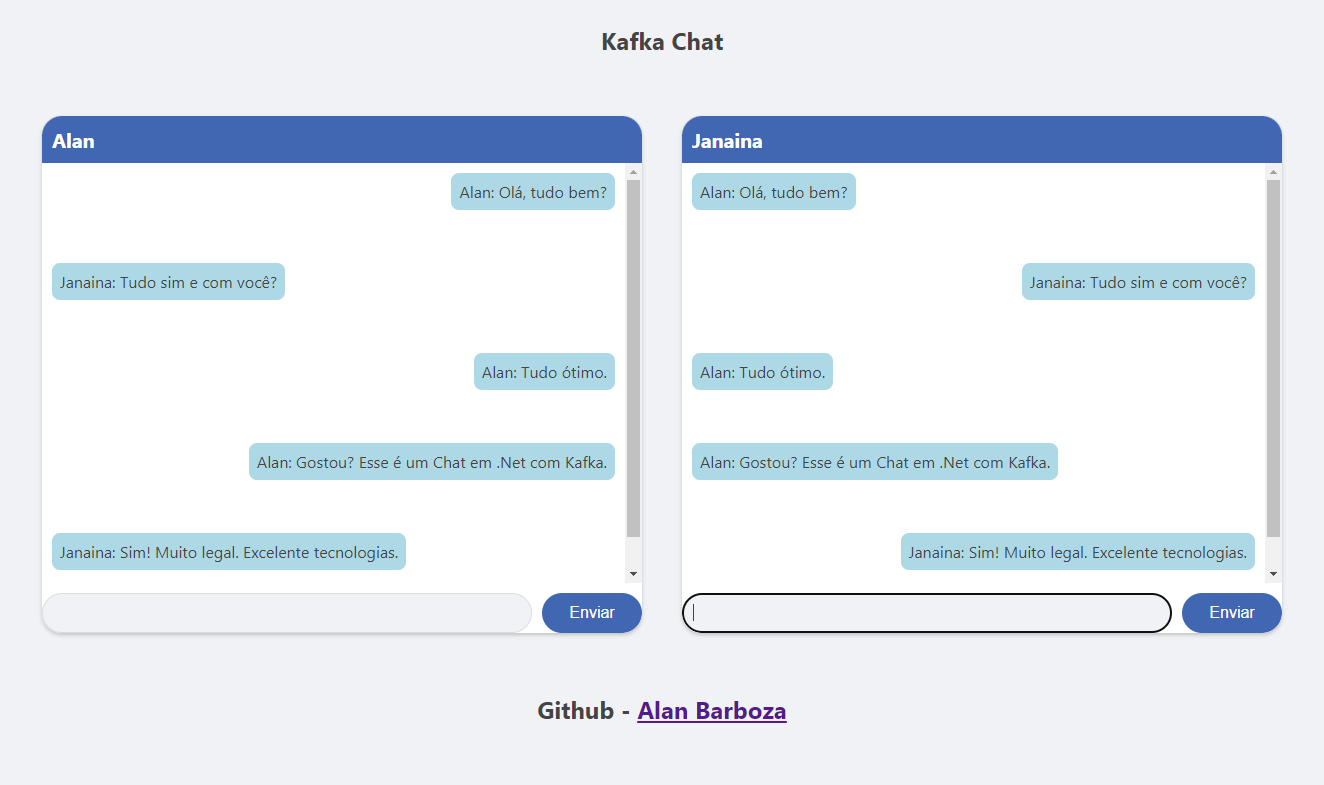 Kafka Chat
Alan
Alan: Olá, tudo bem?
Janaina: Tudo sim e com você?
Alan: Tudo ótimo.
Alan: Gostou? Esse é um Chat em .Net com Kafka.
Janaina: Sim! Muito legal. Excelente tecnologias.
Enviar
Janaina
Alan: Olá, tudo bem?
Janaina: Tudo sim e com você?
Alan: Tudo ótimo.
Alan: Gostou? Esse é um Chat em .Net com Kafka.
Janaina: Sim! Muito legal. Excelente tecnologias.
Enviar
Github - Alan Barboza